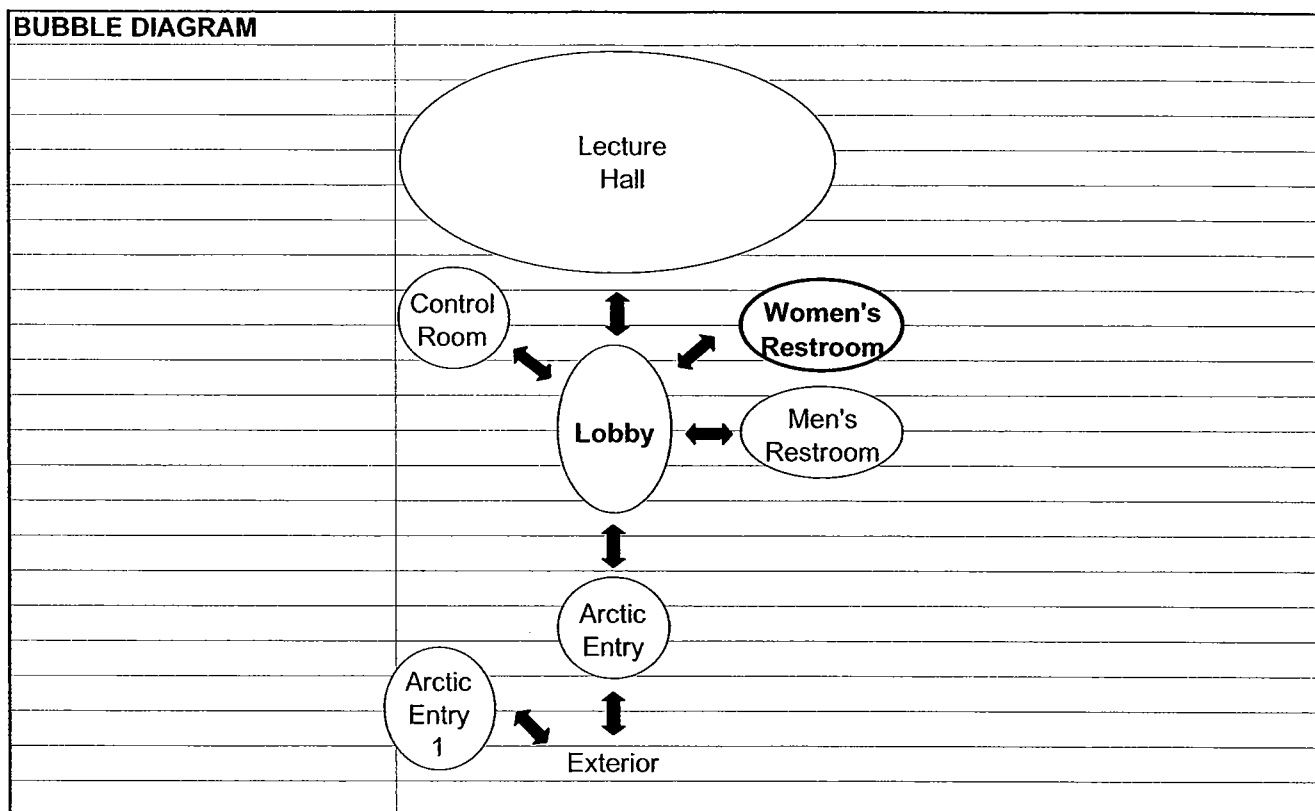 BUBBLE DIAGRAM
Lecture
Hall
Control
Room
Women's
Restroom
Lobby
Men's
Restroom
Arctic
Entry
Arctic
Entry
1
Exterior